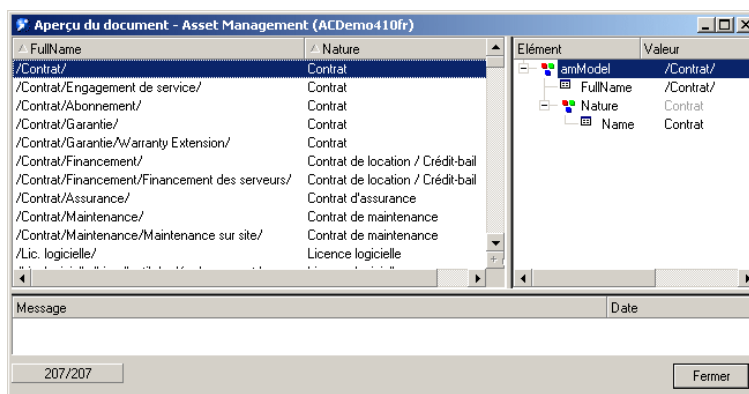 Aperçu du document - Asset Management (ACDemo410fr)
FullName Nature
/Contrat/ Contrat
/Contrat/Engagement de service/ Contrat
/Contrat/Abonnement/ Contrat
/Contrat/Garantie/ Contrat
/Contrat/Garantie/Warranty Extension/ Contrat
/Contrat/Financement/ Contrat de location / Crédit-bail
/Contrat/Financement/Financement des serveurs/ Contrat de location / Crédit-bail
/Contrat/Assurance/ Contrat d'assurance
/Contrat/Maintenance/ Contrat de maintenance
/Contrat/Maintenance/Maintenance sur site/ Contrat de maintenance
/Lic. logicielle/ Licence logicielle
Elément Valeur
amModel /Contrat/
FullName /Contrat/
Nature Contrat
Name Contrat
Message Date
207/207
Fermer